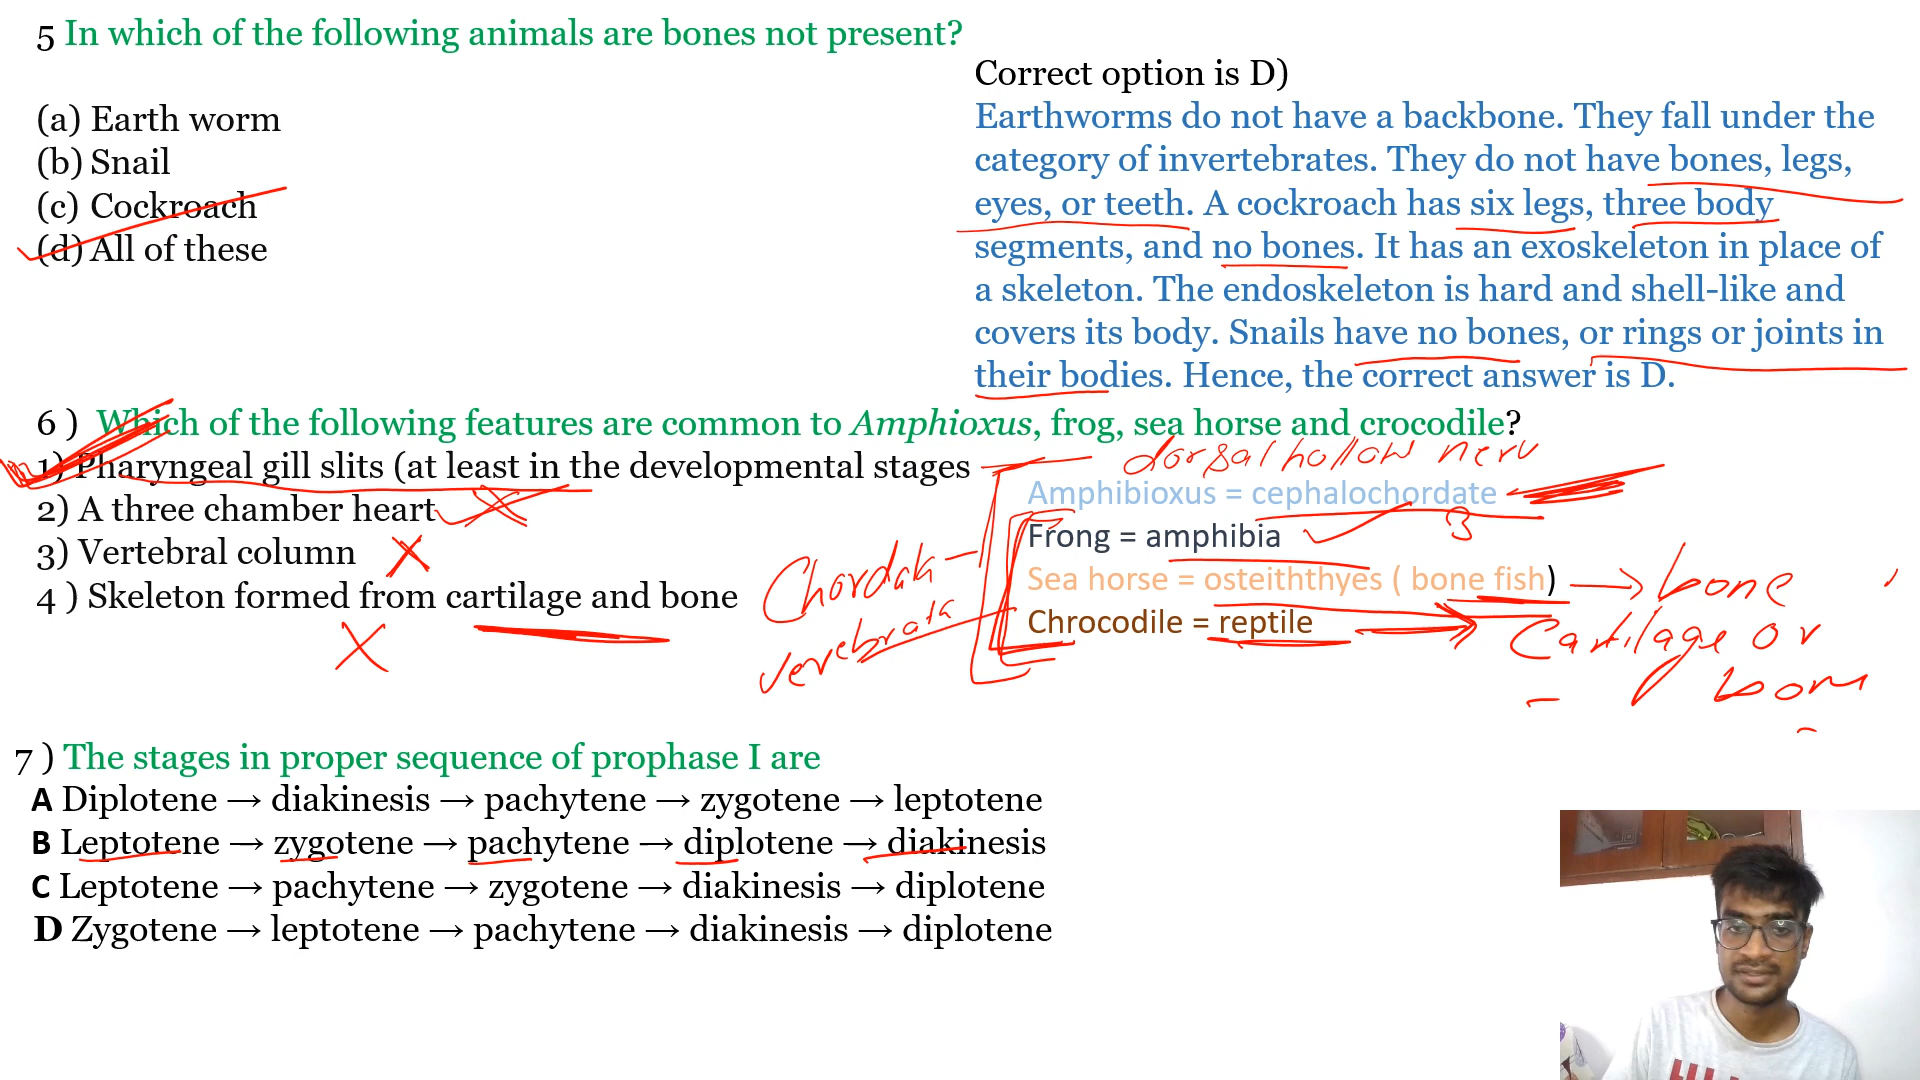 5 In which of the following animals are bones not present?
(a) Earth worm
(b) Snail
(c) Cockroach
(d) All of these
Correct option is D)
Earthworms do not have a backbone. They fall under the
category of invertebrates. They do not have bones, legs,
eyes, or teeth. A cockroach has six legs, three body
segments, and no bones. It has an exoskeleton in place of
a skeleton. The endoskeleton is hard and shell-like and
covers its body. Snails have no bones, or rings or joints in
their bodies. Hence, the correct answer is D.
6 ) Which of the following features are common to Amphioxus, frog, sea horse and crocodile?
1) Pharyngeal gill slits (at least in the developmental stages
2) A three chamber heart
3) Vertebral column
4 ) Skeleton formed from cartilage and bone
dorsal hollow nerv
Amphibioxus = cephalochordate
Frong = amphibia
3
Sea horse = osteiththyes ( bone fish)
bone
Chrocodile = reptile
Cartilage or
bone
Chordata
7 ) The stages in proper sequence of prophase I are
A Diplotene → diakinesis → pachytene → zygotene → leptotene
B Leptotene → zygotene → pachytene → diplotene → diakinesis
C Leptotene → pachytene → zygotene → diakinesis → diplotene
D Zygotene → leptotene → pachytene → diakinesis → diplotene